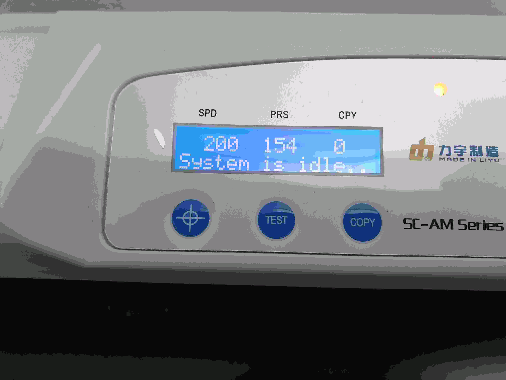 SPD PRS CPY
200 154 0
System is idle..
力宇制造
MADE IN LIYU
TEST
COPY
SC-AM Series